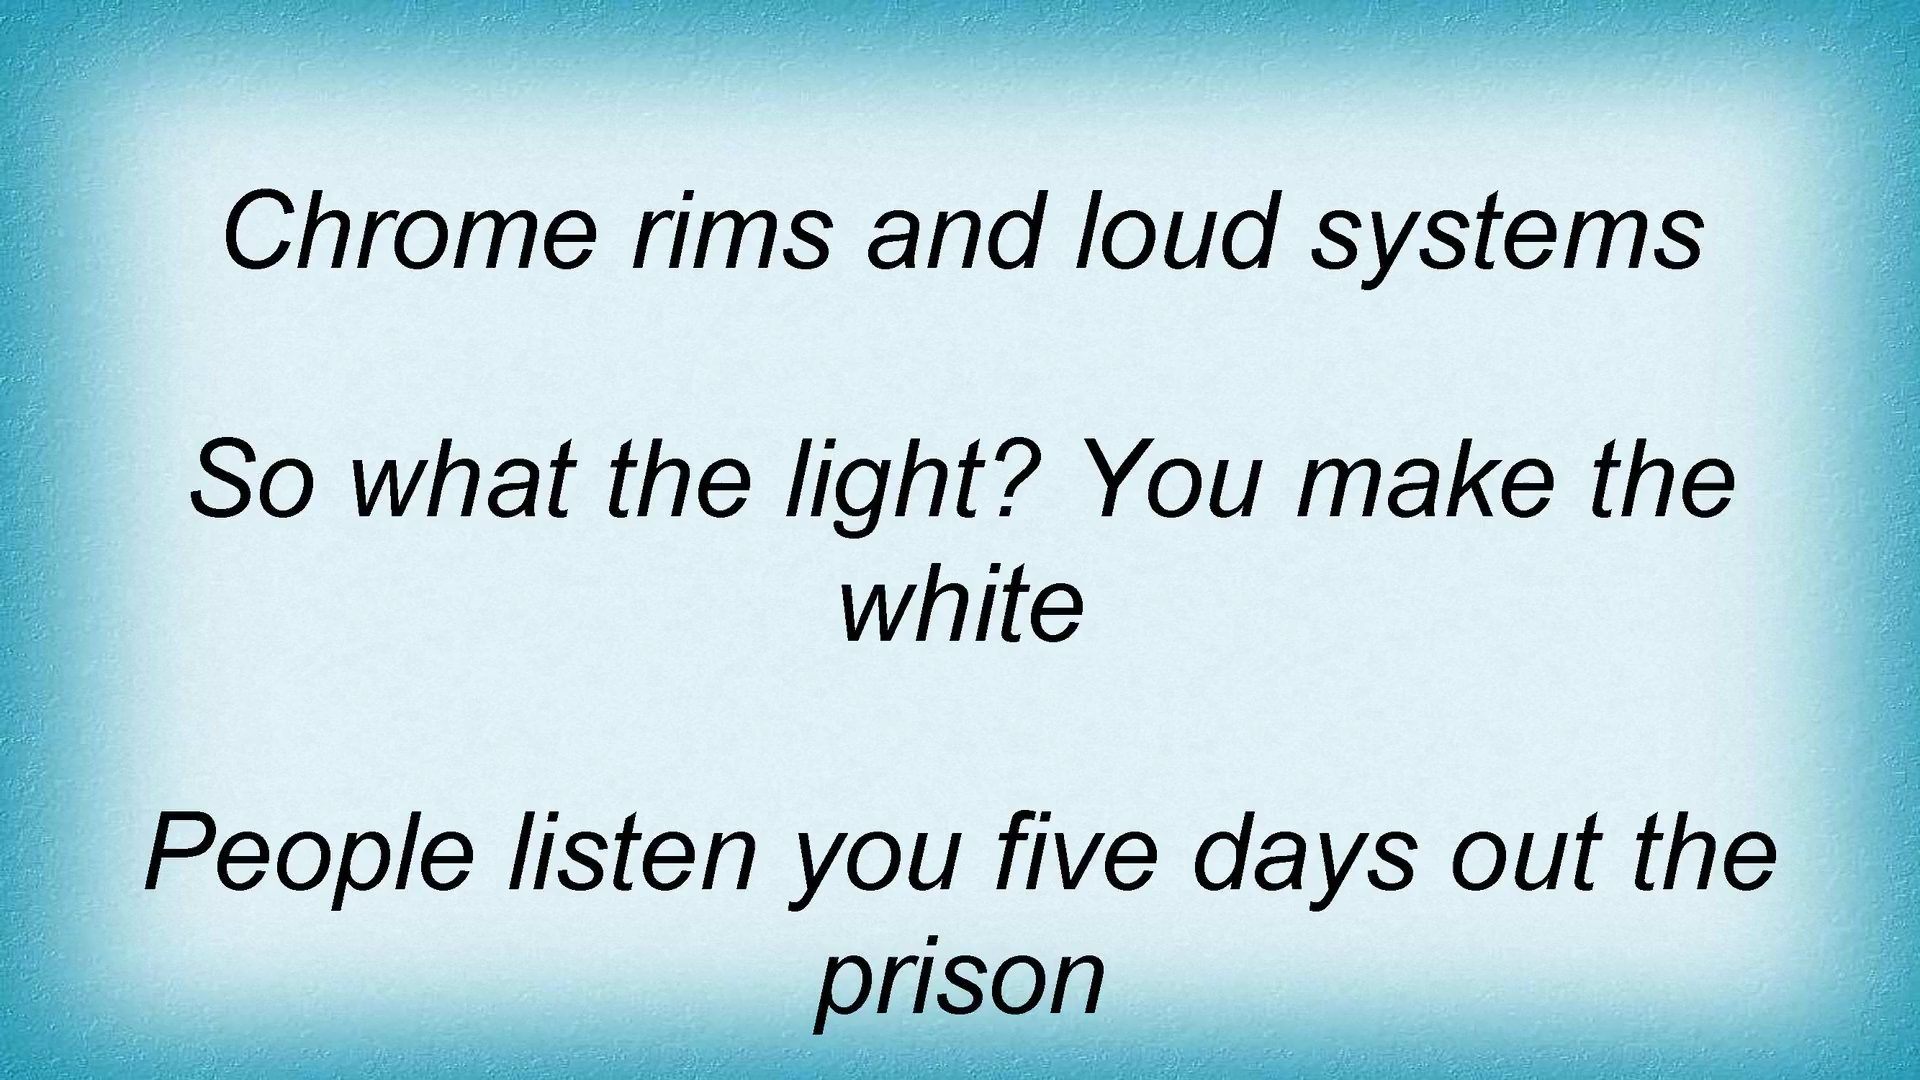 Chrome rims and loud systems
So what the light? You make the
white
People listen you five days out the
prison